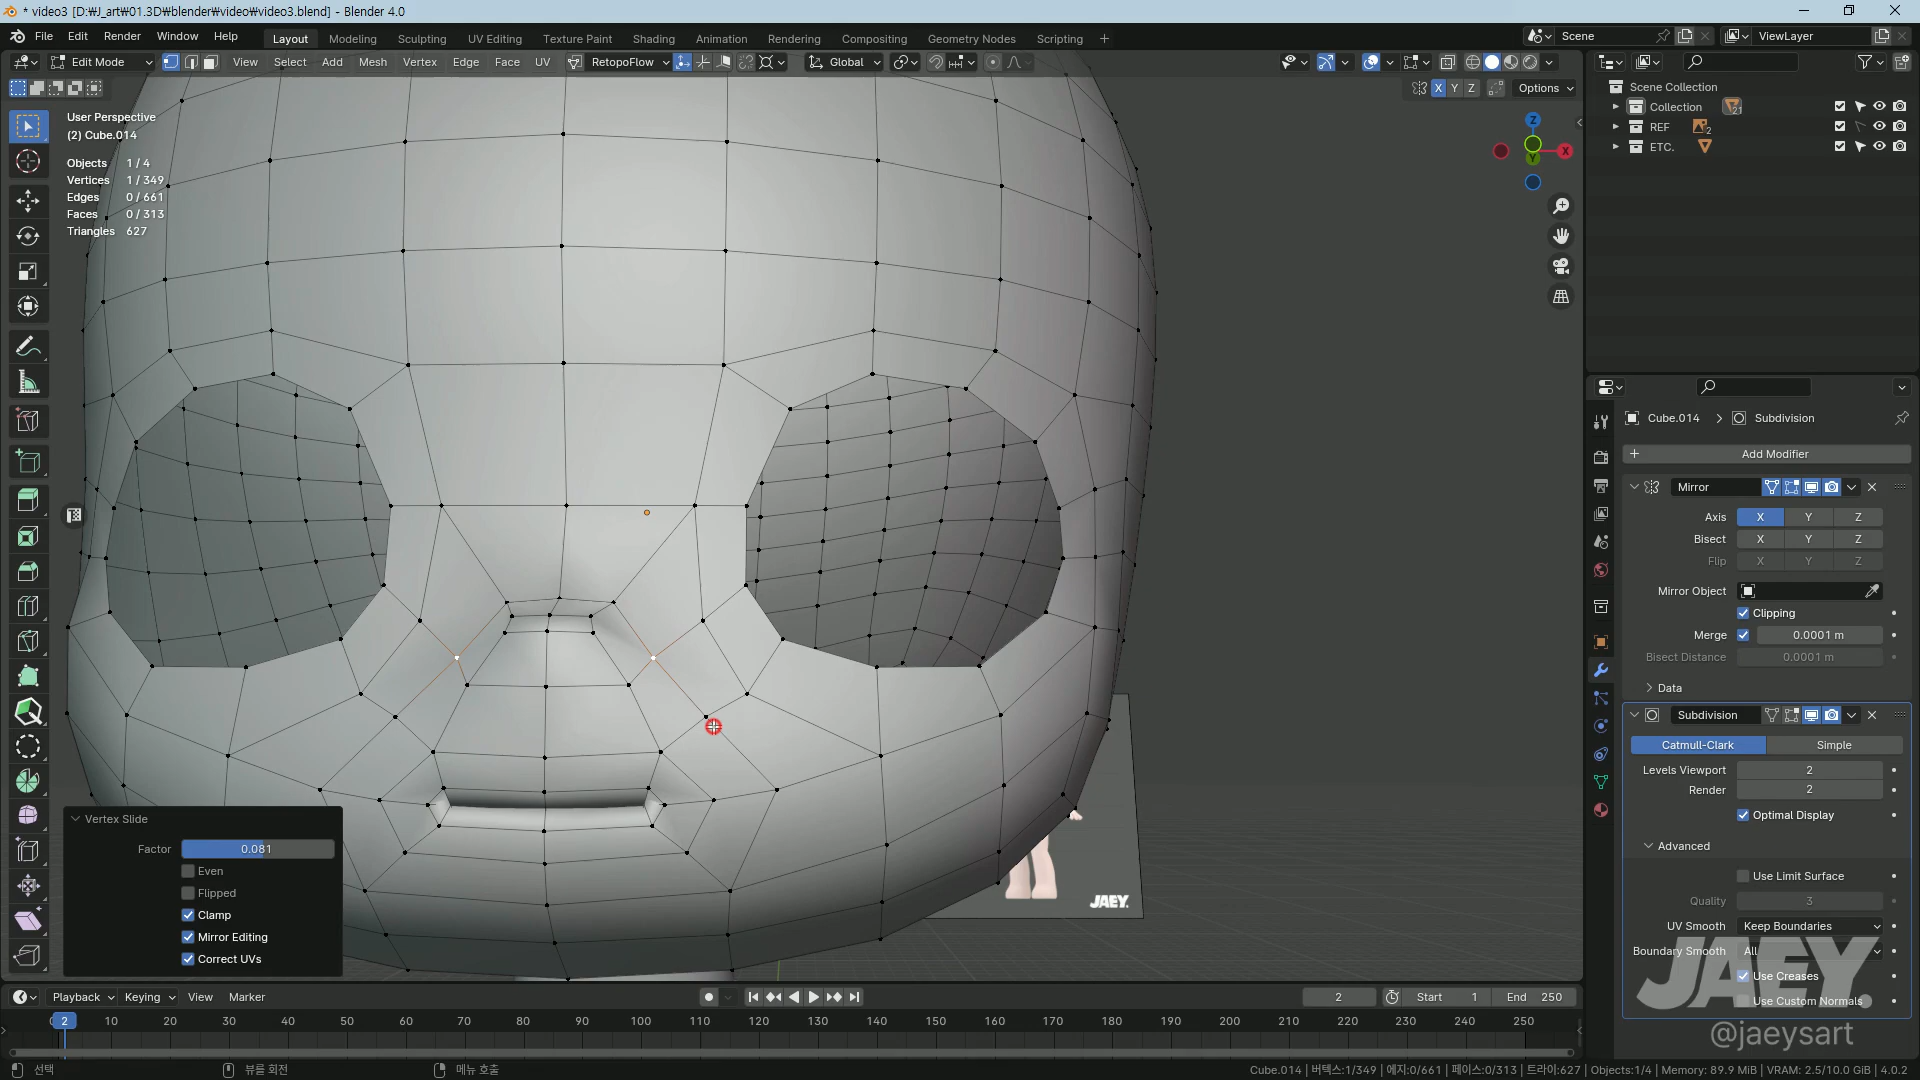 * video3 [D:₩J_art₩01.3D₩blender₩video₩video3.blend] - Blender 4.0
File Edit Render Window Help Layout Modeling Sculpting UV Editing Texture Paint Shading Animation Rendering Compositing Geometry Nodes Scripting + Scene ViewLayer
Edit Mode View Select Add Mesh Vertex Edge Face UV RetopoFlow Global
X Y Z Options
User Perspective
(2) Cube.014
Objects 1 / 4
Vertices 1 / 349
Edges 0 / 661
Faces 0 / 313
Triangles 627
Z
X
Y
Scene Collection
Collection 21
REF 2
ETC.
Cube.014 > Subdivision
+ Add Modifier
Mirror
Axis X Y Z
Bisect X Y Z
Flip X Y Z
Mirror Object
Clipping
Merge 0.0001 m
Bisect Distance 0.0001 m
Data
Subdivision
Catmull-Clark Simple
Levels Viewport 2
Render 2
Optimal Display
Advanced
Use Limit Surface
Quality 3
UV Smooth Keep Boundaries
Boundary Smooth All
Use Creases
Use Custom Normals
JAEY.
@jaeysart
JAEY.
Vertex Slide
Factor 0.081
Even
Flipped
Clamp
Mirror Editing
Correct UVs
Playback Keying View Marker 2 Start 1 End 250
2 10 20 30 40 50 60 70 80 90 100 110 120 130 140 150 160 170 180 190 200 210 220 230 240 250
선택 뷰를 회전 메뉴 호출 Cube.014 | 버텍스:1/349 | 에지:0/661 | 페이스:0/313 | 트라이:627 | Objects:1/4 | Memory: 89.9 MiB | VRAM: 2.5/10.0 GiB | 4.0.2